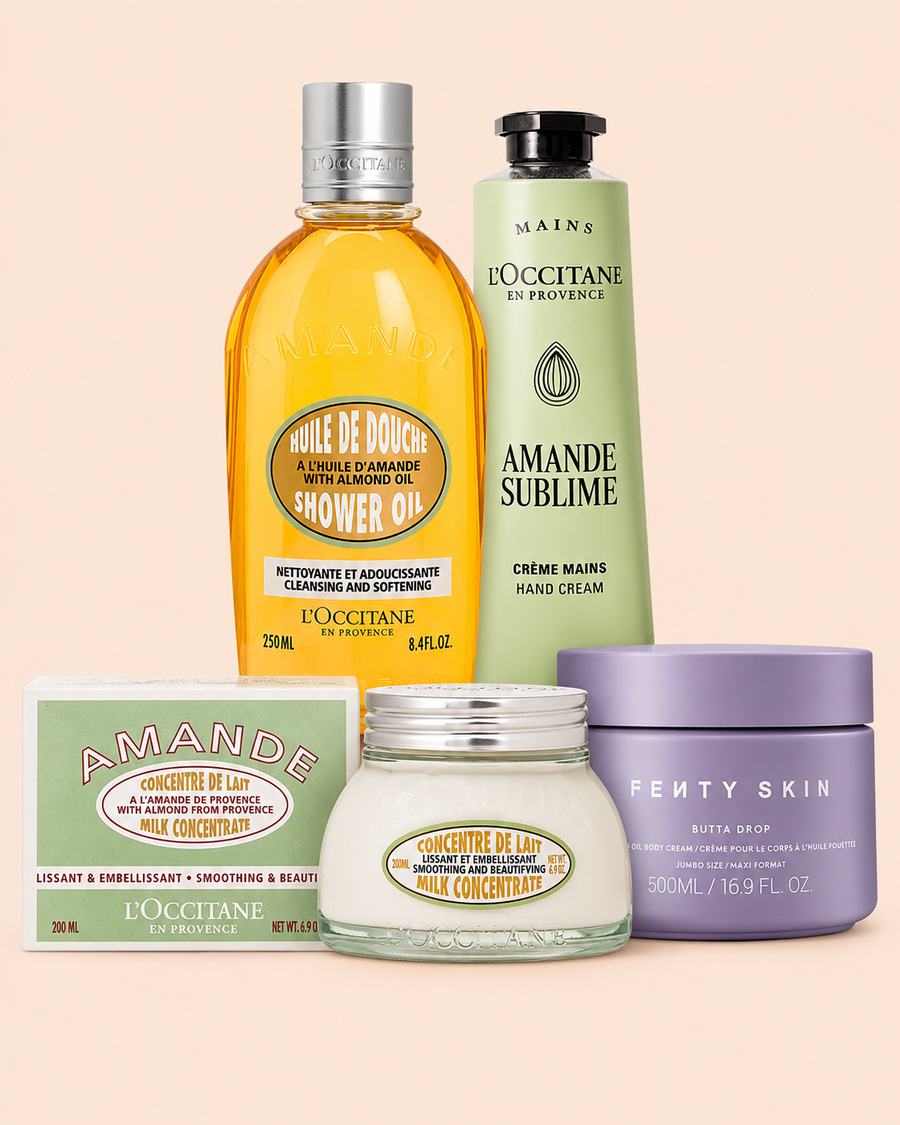 L'OCCITANE
AMANDE
HUILE DE DOUCHE
A L'HUILE D'AMANDE
WITH ALMOND OIL
SHOWER OIL
NETTOYANTE ET ADOUCISSANTE
CLEANSING AND SOFTENING
L'OCCITANE
EN PROVENCE
250 ML 8.4 FL.OZ.
MAINS
L'OCCITANE
EN PROVENCE
AMANDE
SUBLIME
CRÈME MAINS
HAND CREAM
AMANDE
CONCENTRE DE LAIT
A L'AMANDE DE PROVENCE
WITH ALMOND FROM PROVENCE
MILK CONCENTRATE
LISSANT & EMBELLISSANT • SMOOTHING & BEAUTI
L'OCCITANE
EN PROVENCE
200 ML NET WT. 6.9 O
CONCENTRE DE LAIT
LISSANT ET EMBELLISSANT
200ML SMOOTHING AND BEAUTIFYING NET WT. 6.9 OZ.
MILK CONCENTRATE
L'OCCITANE
FEИTY SKIN
BUTTA DROP
OIL BODY CREAM / CRÈME POUR LE CORPS À L'HUILE FOUETTÉE
JUMBO SIZE / MAXI FORMAT
500ML / 16.9 FL. OZ.